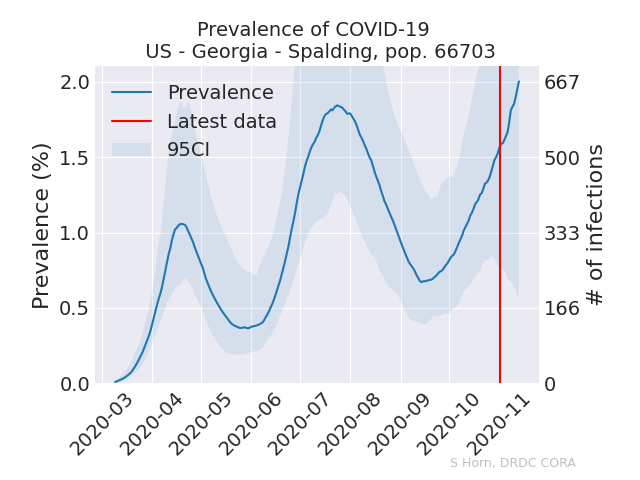 Prevalence of COVID-19
US - Georgia - Spalding, pop. 66703
Prevalence
Latest data
95CI
Prevalence (%)
2.0
1.5
1.0
0.5
0.0
# of infections
667
500
333
166
0
2020-03
2020-04
2020-05
2020-06
2020-07
2020-08
2020-09
2020-10
2020-11
S Horn, DRDC CORA